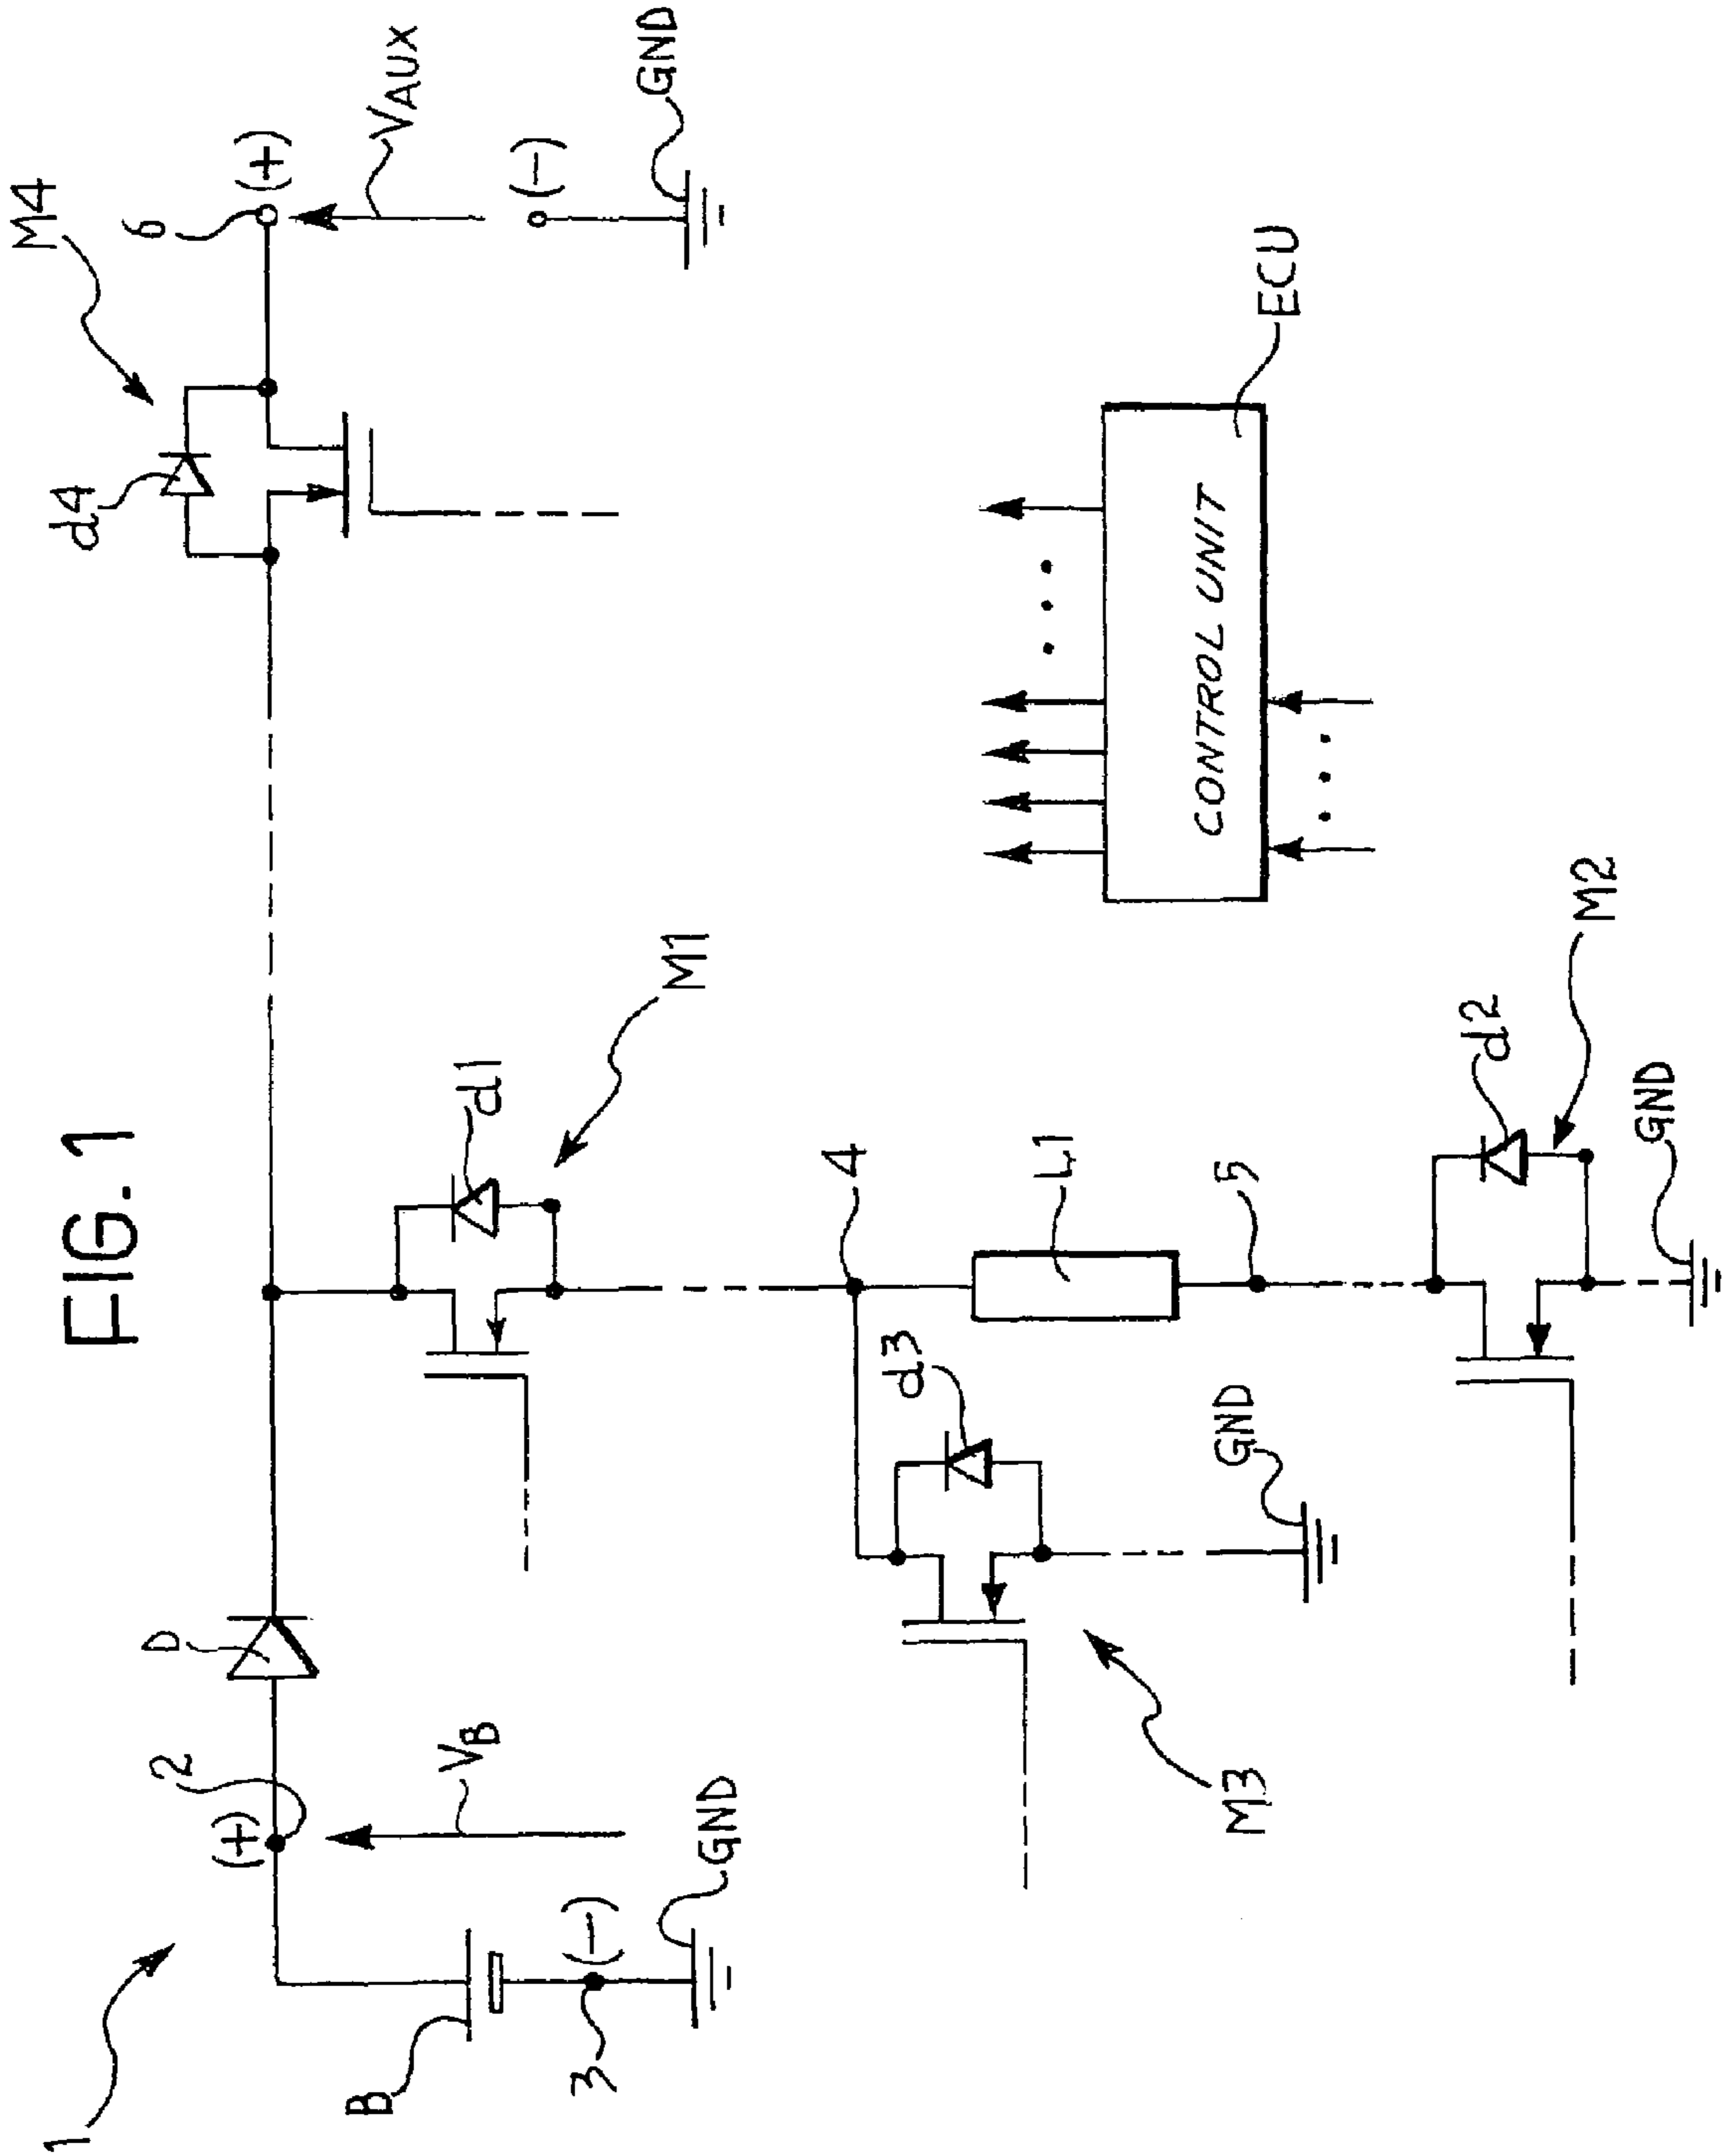 FIG. 1
1
B
3
(-)
GND
(+)
2
VB
D
M1
d1
M3
d3
GND
4
L1
5
M2
d2
GND
M4
d4
6
(+)
VAUX
(-)
GND
CONTROL UNIT
ECU